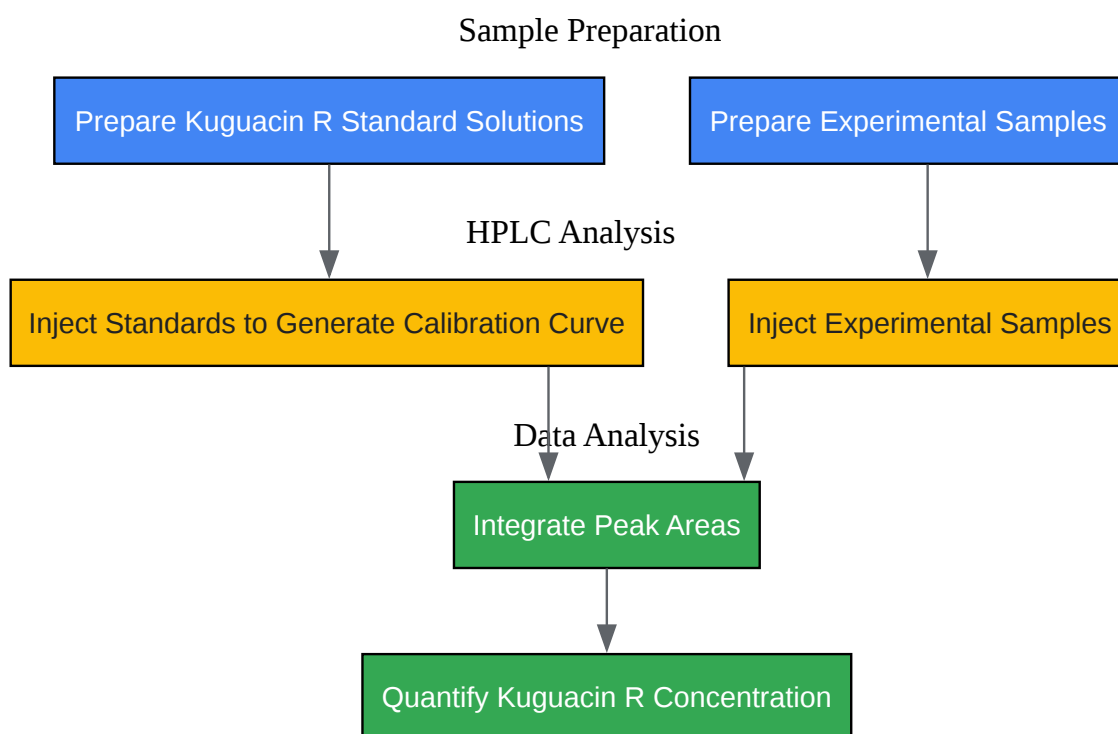 Sample Preparation
Prepare Kuguacin R Standard Solutions
Prepare Experimental Samples
HPLC Analysis
Inject Standards to Generate Calibration Curve
Inject Experimental Samples
Data Analysis
Integrate Peak Areas
Quantify Kuguacin R Concentration